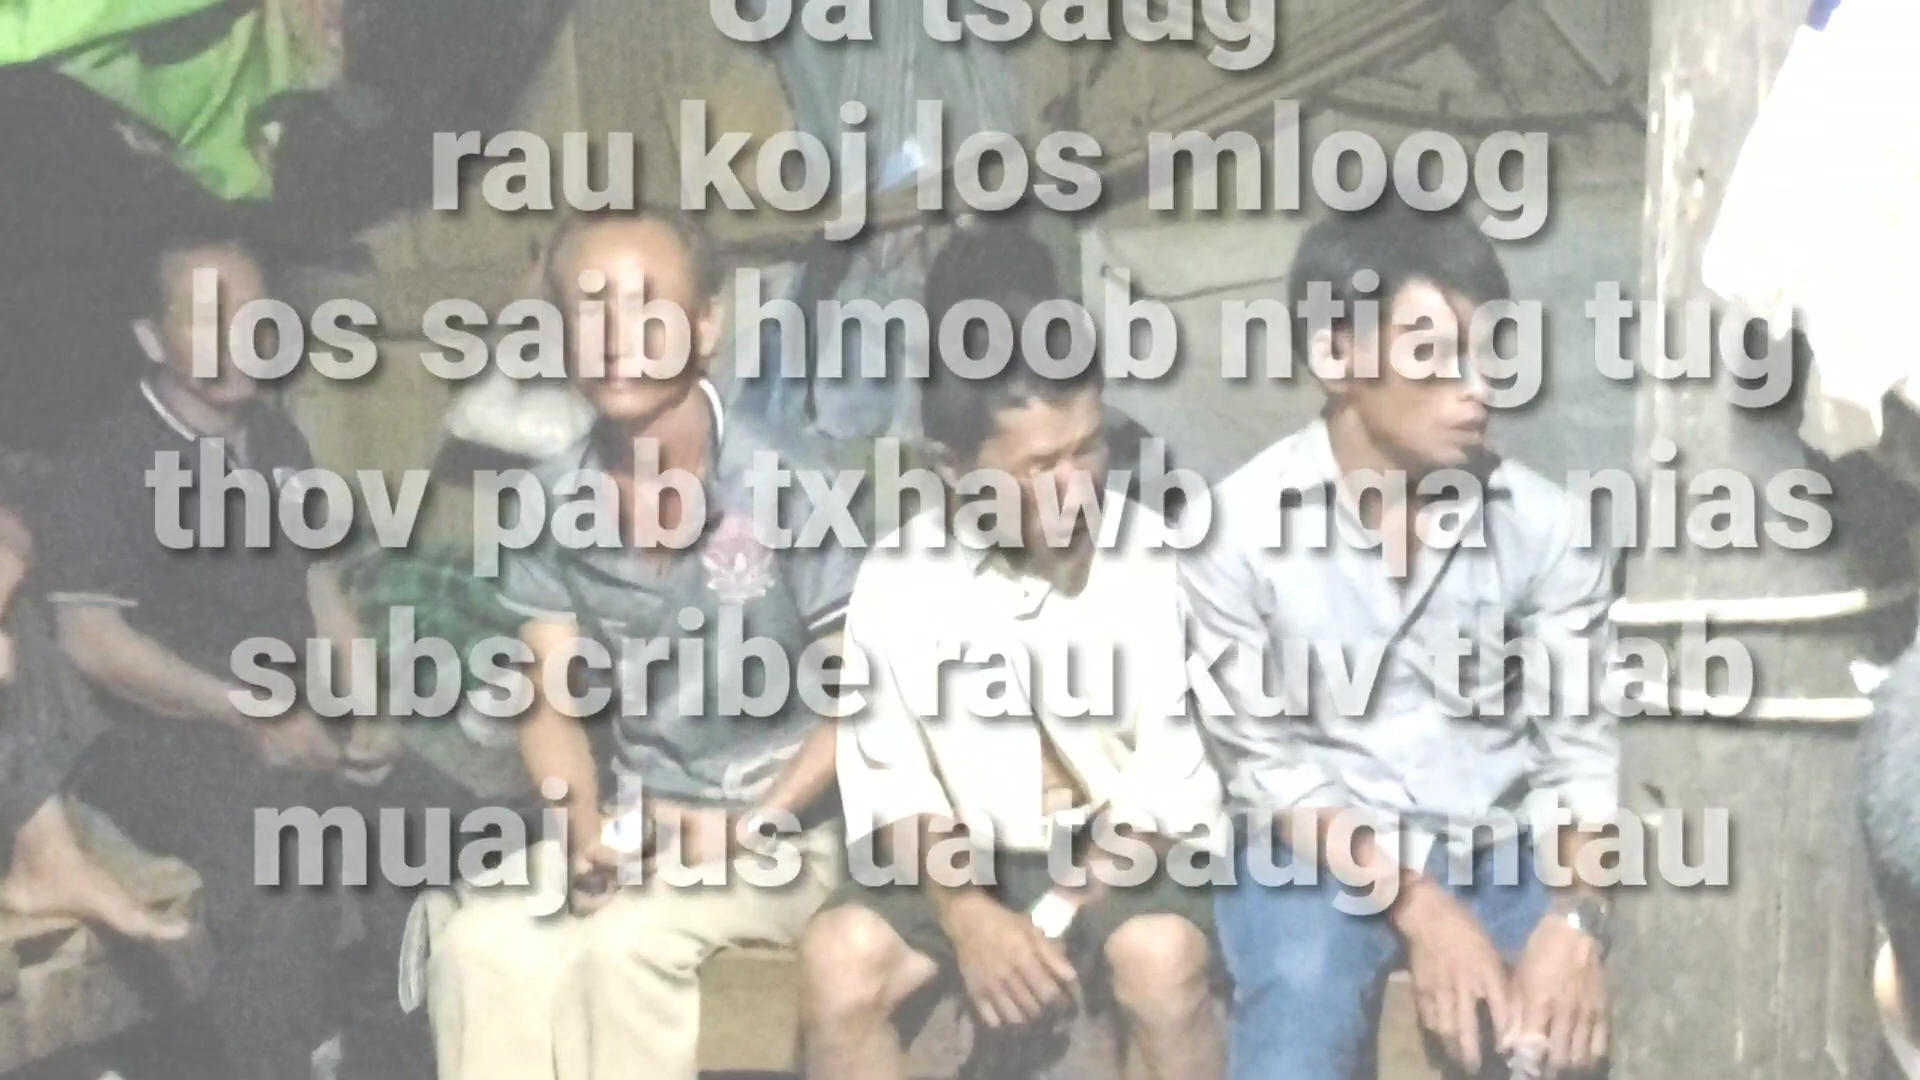 Ua tsaug
rau koj los mloog
los saib hmoob ntiag tug
thov pab txhawb nqa nias
subscribe rau kuv thiab
muaj lus ua tsaug ntau